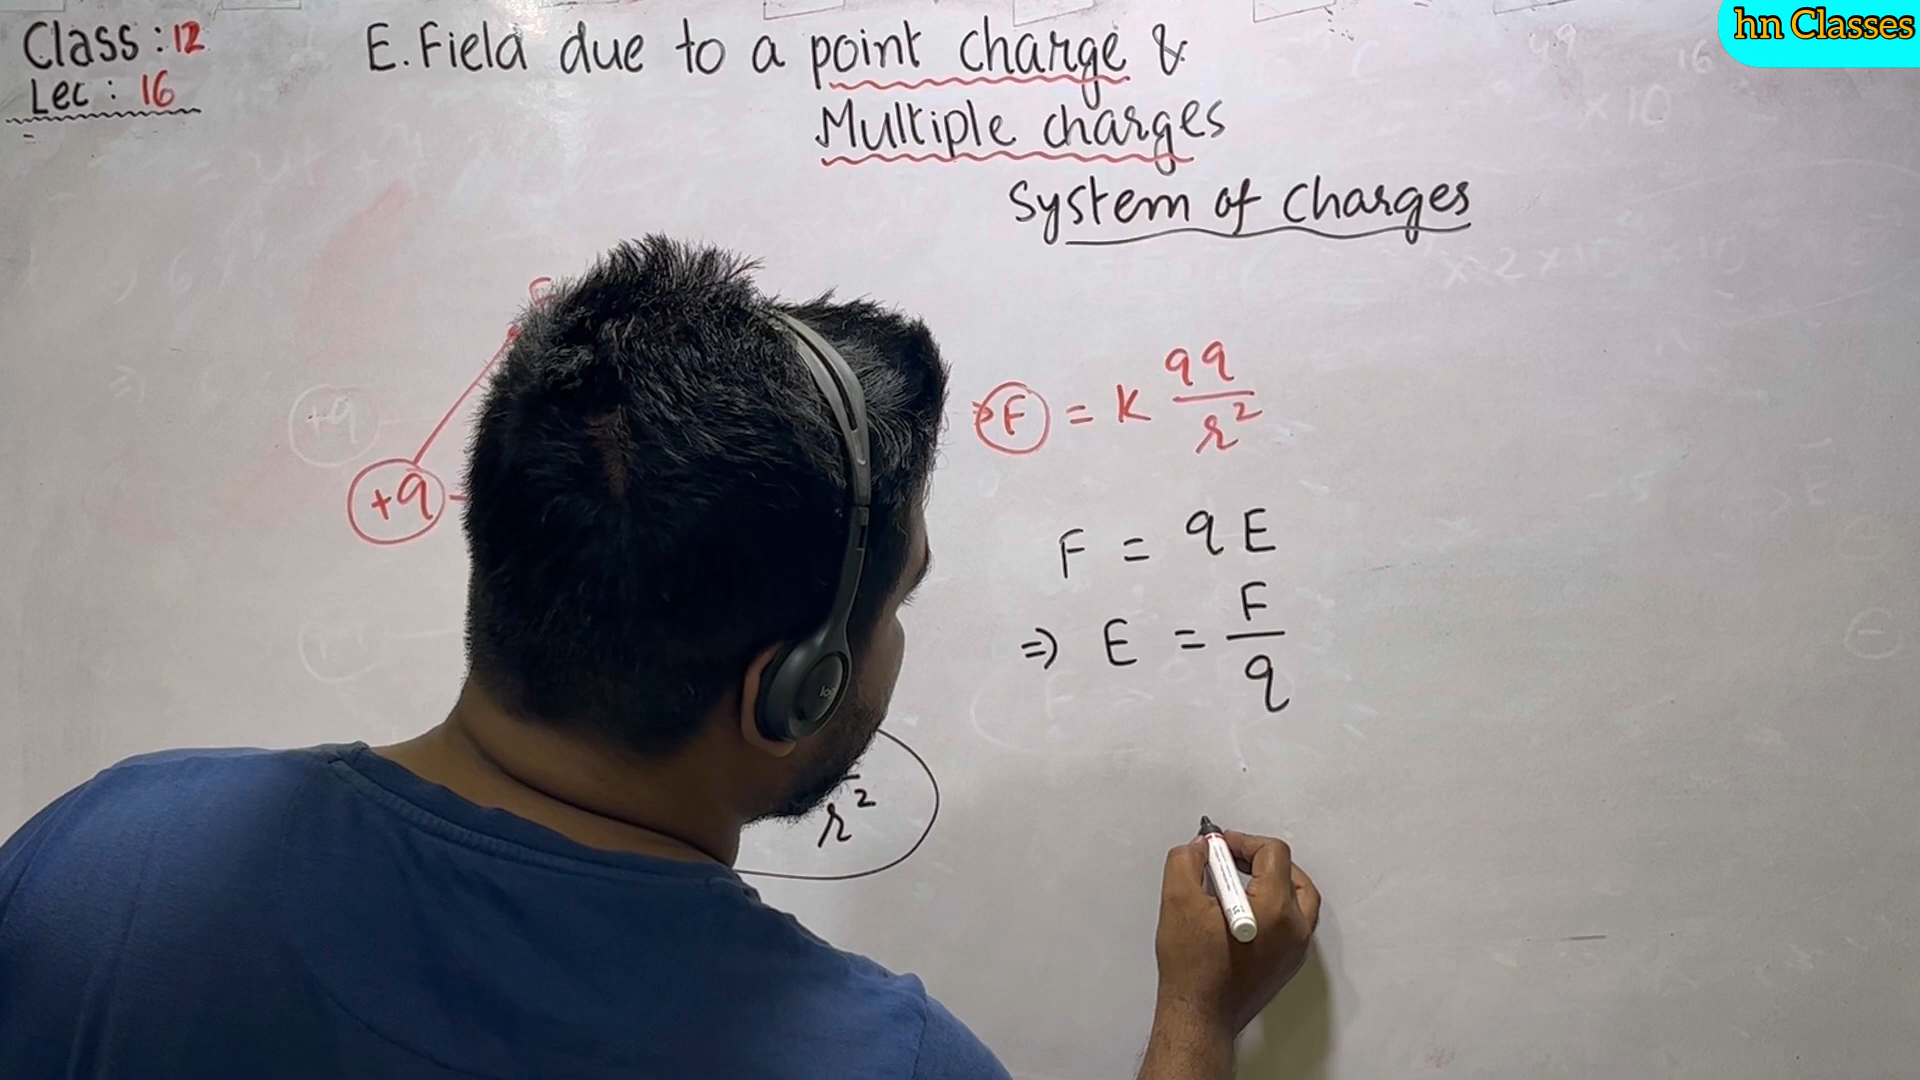 hn Classes
Class : 12
Lec : 16
E. Field due to a point charge &
Multiple charges
System of charges
+q
⇒ F = K qq/r²
+q
F = q E
⇒ E = F/q
r²